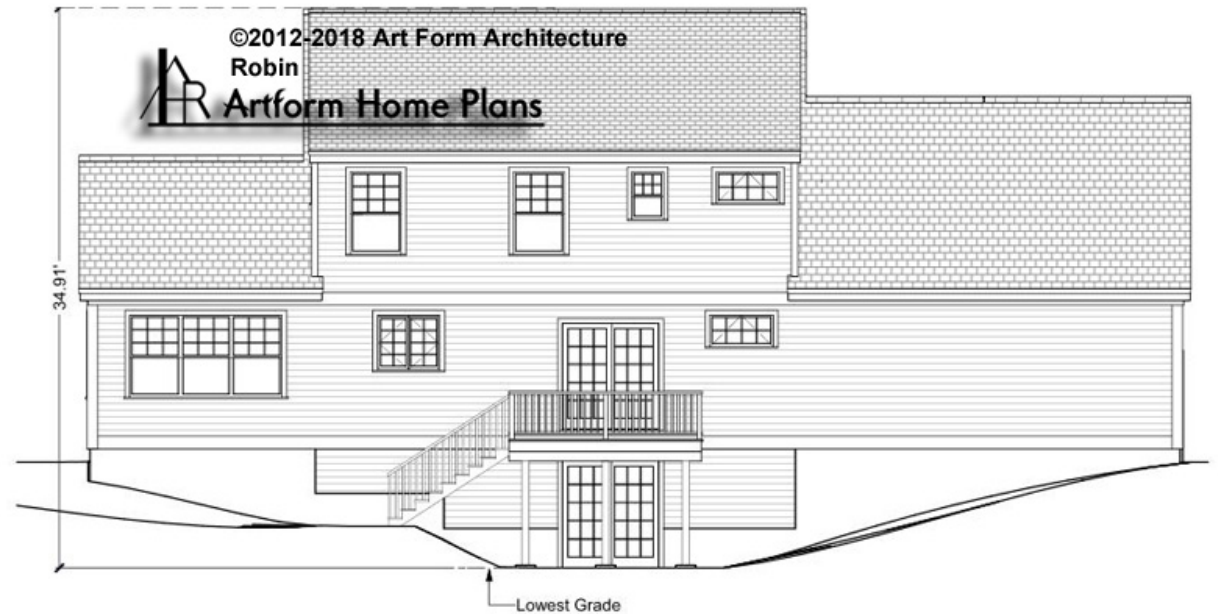 ©2012-2018 Art Form Architecture
Robin
Artform Home Plans
34.91'
Lowest Grade